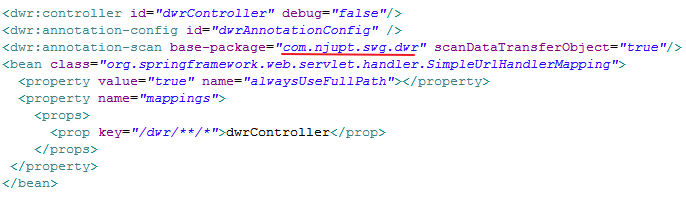 <dwr:controller id="dwrController" debug="false"/>
<dwr:annotation-config id="dwrAnnotationConfig" />
<dwr:annotation-scan base-package="com.njupt.swg.dwr" scanDataTransferObject="true"/>
<bean class="org.springframework.web.servlet.handler.SimpleUrlHandlerMapping">
  <property value="true" name="alwaysUseFullPath"></property>
  <property name="mappings">
    <props>
      <prop key="/dwr/**/*">dwrController</prop>
    </props>
 </property>
</bean>